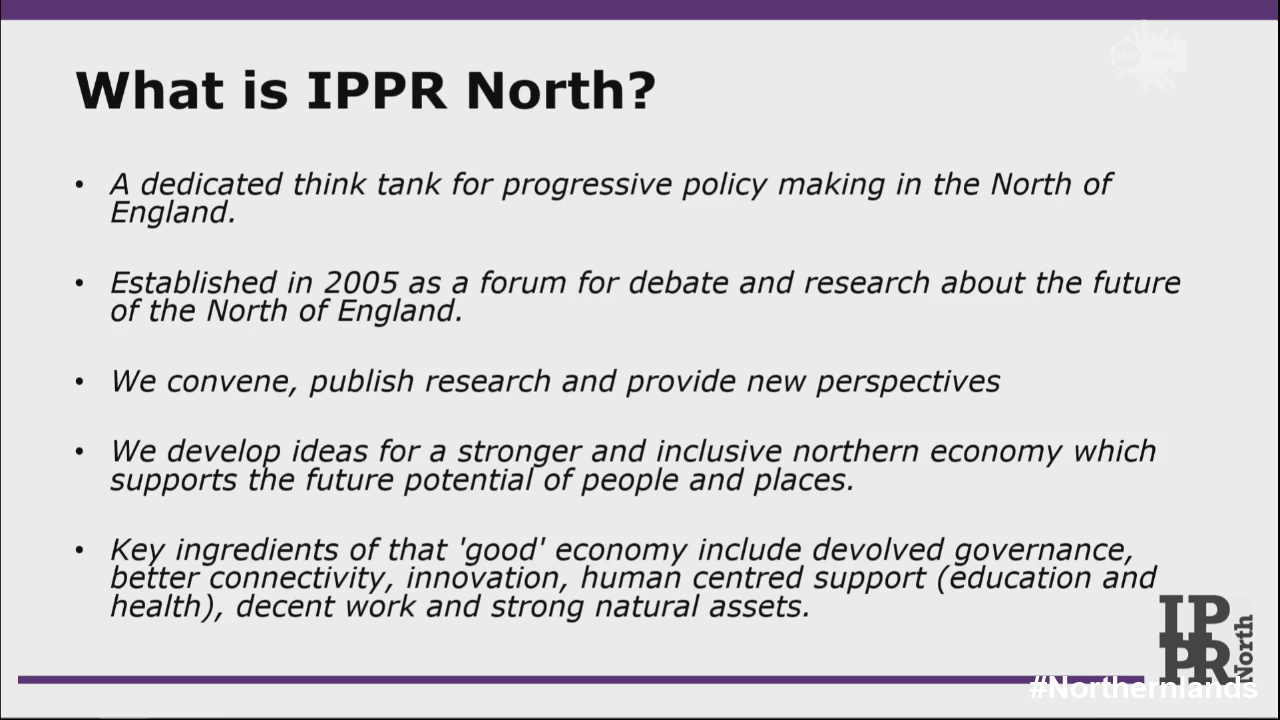 What is IPPR North?
• A dedicated think tank for progressive policy making in the North of
England.
• Established in 2005 as a forum for debate and research about the future
of the North of England.
• We convene, publish research and provide new perspectives
• We develop ideas for a stronger and inclusive northern economy which
supports the future potential of people and places.
• Key ingredients of that 'good' economy include devolved governance,
better connectivity, innovation, human centred support (education and
health), decent work and strong natural assets.
IP
PR
North
#Northernlands